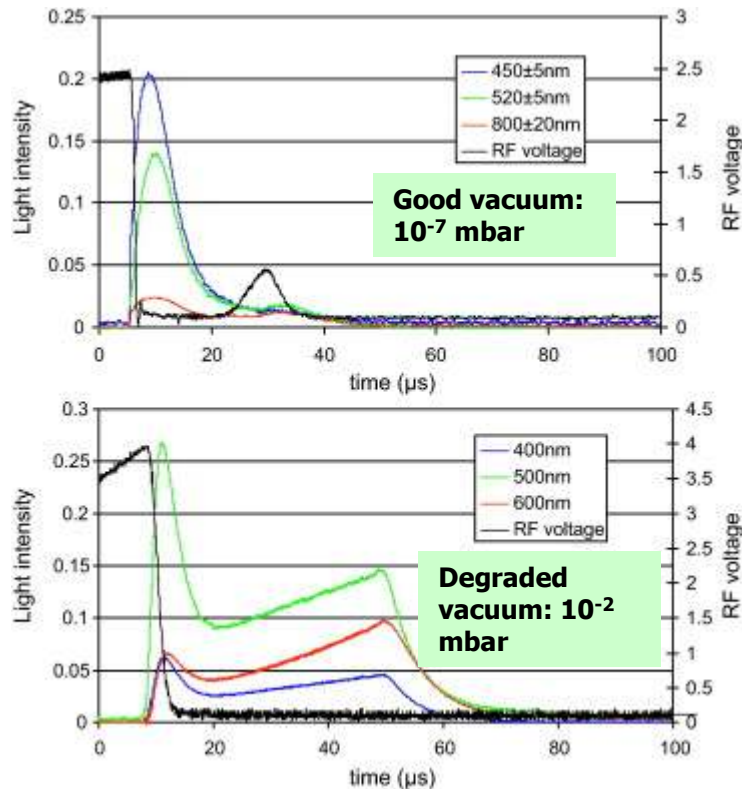 0.25
0.2
0.15
0.1
0.05
0
Light intensity
3
2.5
2
1.5
1
0.5
0
RF voltage
450±5nm
520±5nm
800±20nm
RF voltage
Good vacuum:
10⁻⁷ mbar
0 20 40 60 80 100
time (µs)
0.3
0.25
0.2
0.15
0.1
0.05
0
Light intensity
4.5
4
3.5
3
2.5
2
1.5
1
0.5
0
RF voltage
400nm
500nm
600nm
RF voltage
Degraded
vacuum: 10⁻²
mbar
0 20 40 60 80 100
time (µs)